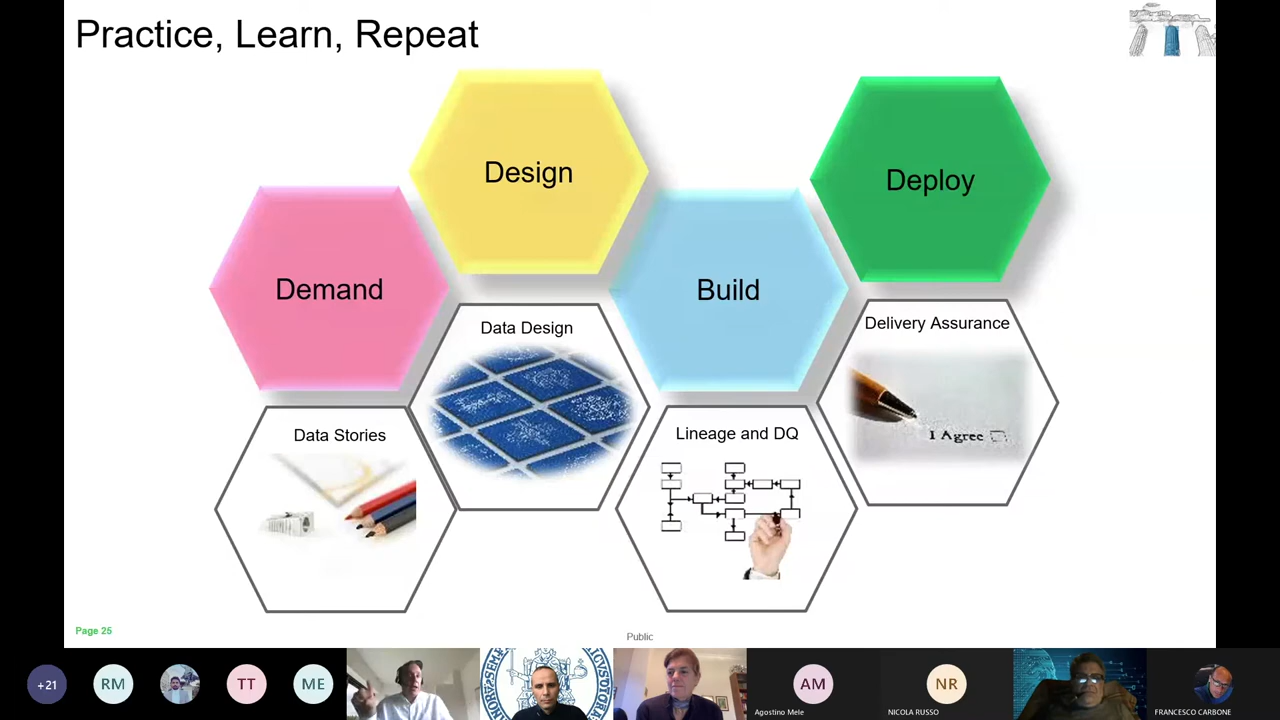 Practice, Learn, Repeat
Design
Deploy
Demand
Build
Data Design
Delivery Assurance
Data Stories
Lineage and DQ
I Agree
Page 25
Public
+21
RM
TT
ME
AM
Agostino Mele
NR
NICOLA RUSSO
FRANCESCO CARBONE